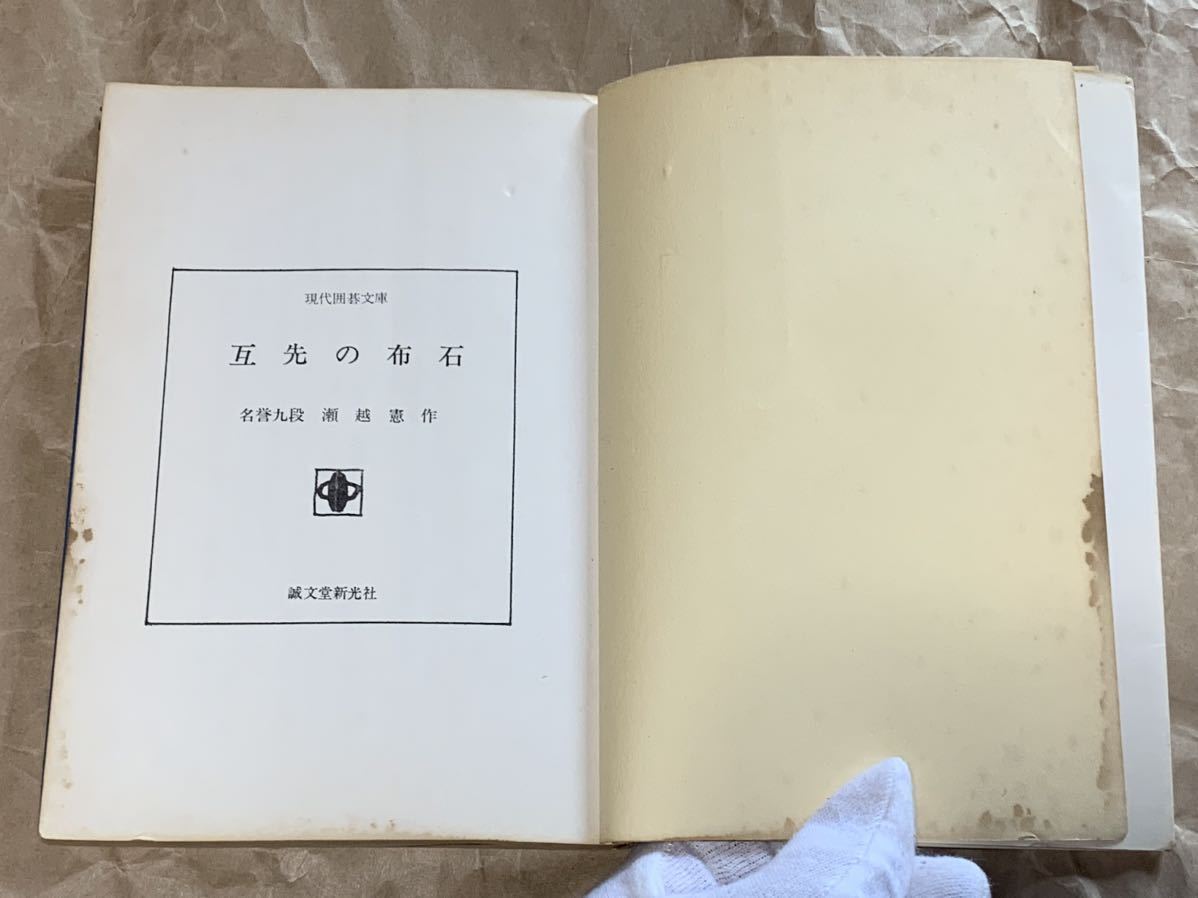 現代囲碁文庫
互先の布石
名誉九段 瀬越憲作
誠文堂新光社